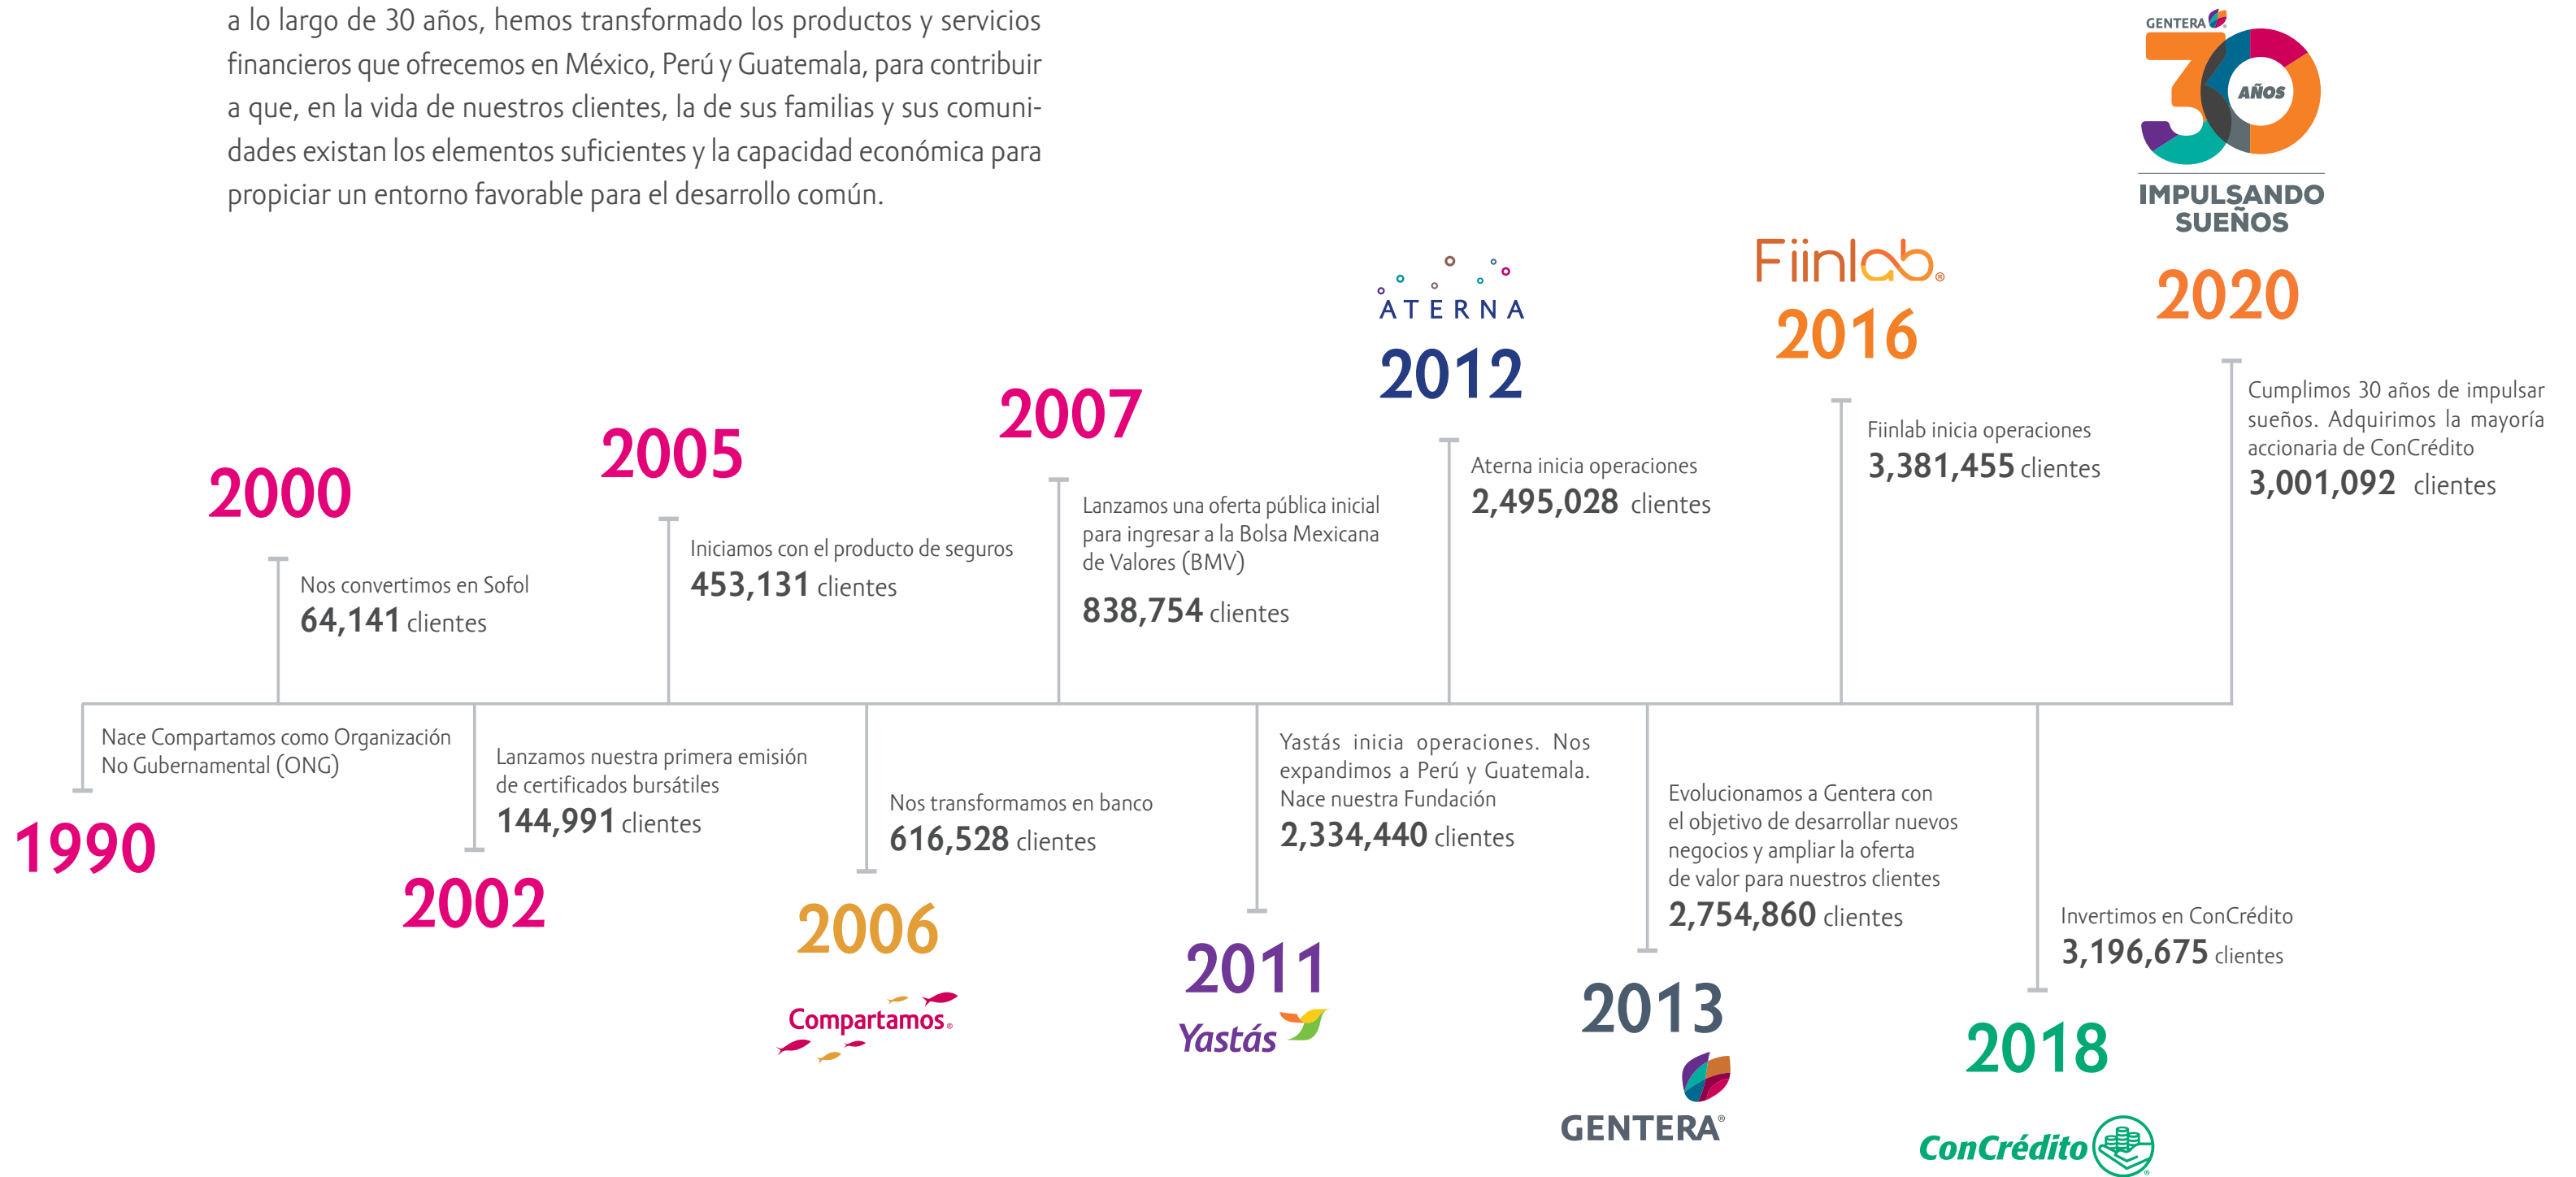 a lo largo de 30 años, hemos transformado los productos y servicios
financieros que ofrecemos en México, Perú y Guatemala, para contribuir
a que, en la vida de nuestros clientes, la de sus familias y sus comuni-
dades existan los elementos suficientes y la capacidad económica para
propiciar un entorno favorable para el desarrollo común.
GENTERA
30
AÑOS
IMPULSANDO
SUEÑOS
1990
Nace Compartamos como Organización
No Gubernamental (ONG)
2000
Nos convertimos en Sofol
64,141 clientes
2002
Lanzamos nuestra primera emisión
de certificados bursátiles
144,991 clientes
2005
Iniciamos con el producto de seguros
453,131 clientes
Nos transformamos en banco
616,528 clientes
2006
Compartamos®
2007
Lanzamos una oferta pública inicial
para ingresar a la Bolsa Mexicana
de Valores (BMV)
838,754 clientes
Yastás inicia operaciones. Nos
expandimos a Perú y Guatemala.
Nace nuestra Fundación
2,334,440 clientes
2011
Yastás
ATERNA
2012
Aterna inicia operaciones
2,495,028 clientes
Evolucionamos a Gentera con
el objetivo de desarrollar nuevos
negocios y ampliar la oferta
de valor para nuestros clientes
2,754,860 clientes
2013
GENTERA®
Fiinlab®
2016
Fiinlab inicia operaciones
3,381,455 clientes
Invertimos en ConCrédito
3,196,675 clientes
2018
ConCrédito®
2020
Cumplimos 30 años de impulsar
sueños. Adquirimos la mayoría
accionaria de ConCrédito
3,001,092 clientes